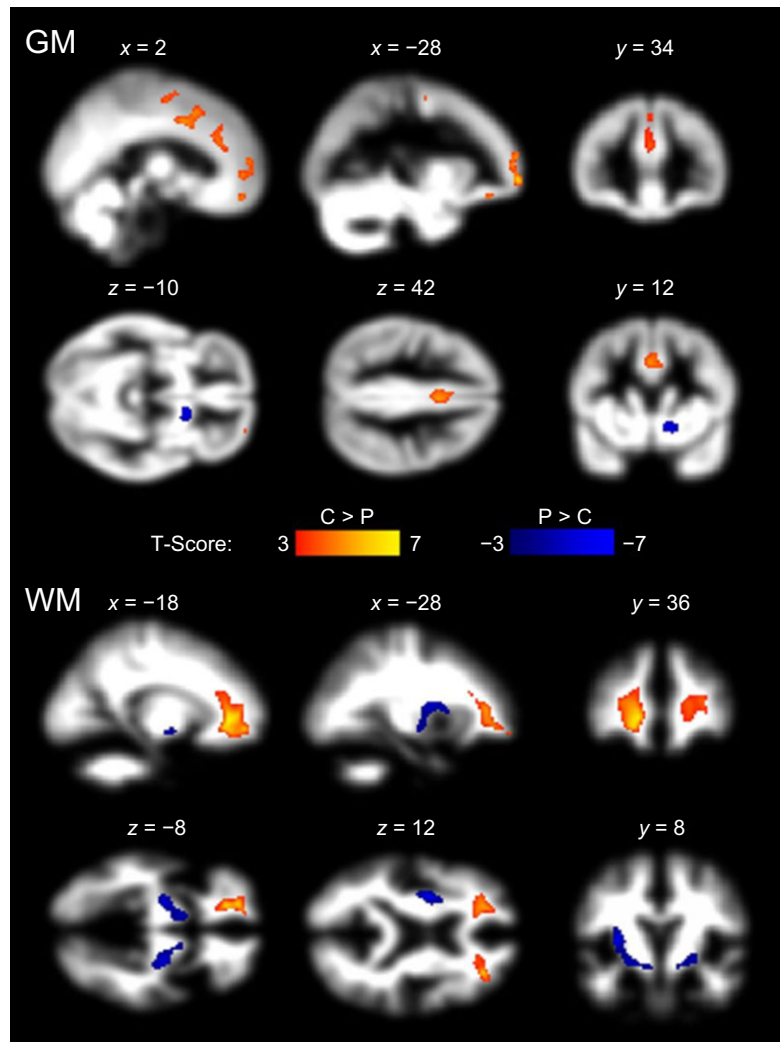 GM
x = 2 x = −28 y = 34
z = −10 z = 42 y = 12
C > P P > C
T-Score: 3 7 −3 −7
WM
x = −18 x = −28 y = 36
z = −8 z = 12 y = 8